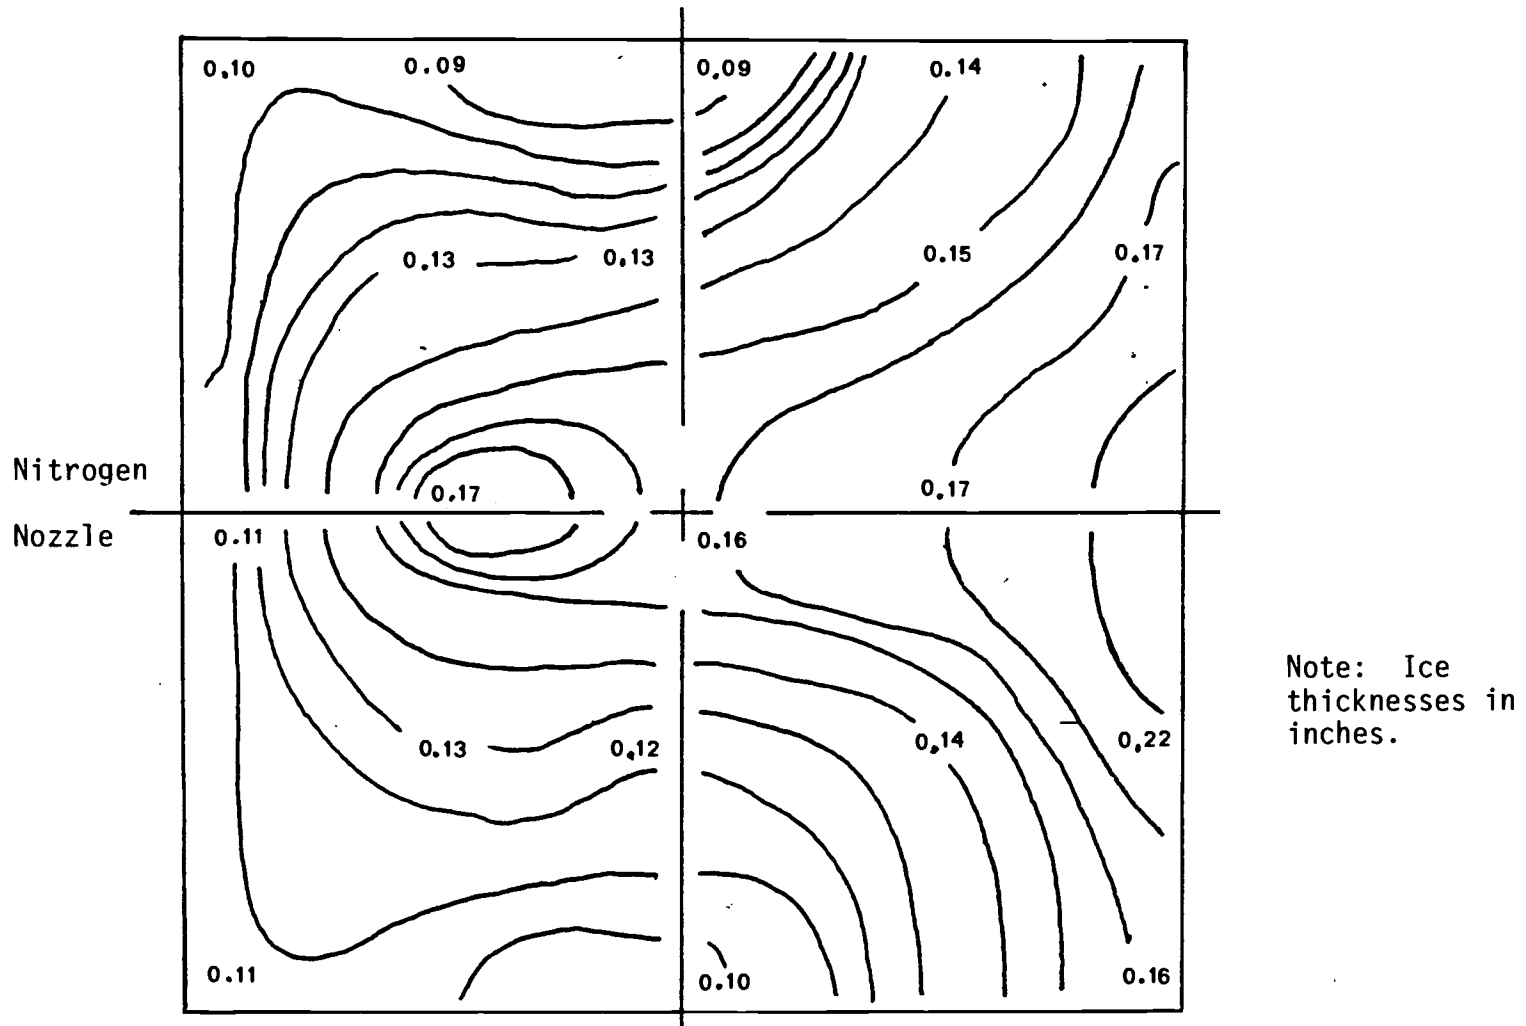 0.10 0.09 0.09 0.14
0.13 0.13 0.15 0.17
Nitrogen
0.17 0.17
Nozzle
0.11 0.16
Note: Ice
thicknesses in
inches.
0.13 0.12 0.14 0.22
0.11 0.10 0.16